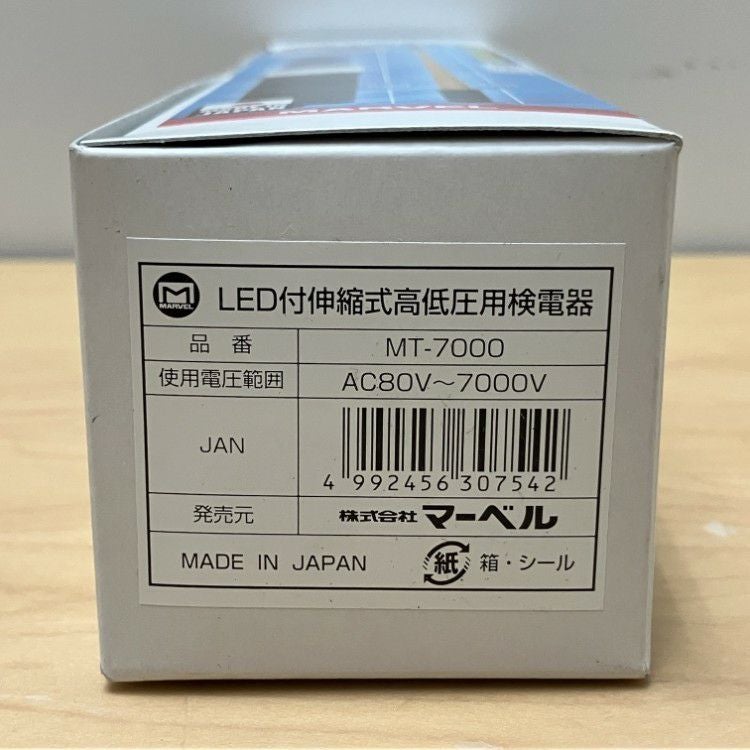 JAPAN
MARVEL
M
MARVEL
LED付伸縮式高低圧用検電器
品番 MT-7000
使用電圧範囲 AC80V～7000V
JAN
4 992456 307542
発売元 株式会社 マーベル
MADE IN JAPAN 紙 箱・シール